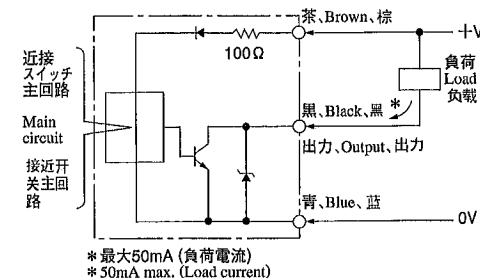 茶、Brown、棕
+V
100Ω
近接
スイッチ
主回路
Main
circuit
接近开
关主回
路
負荷
Load
负载
黒、Black、黑 *
出力、Output、出力
青、Blue、蓝
0V
*最大50mA (負荷電流)
*50mA max. (Load current)